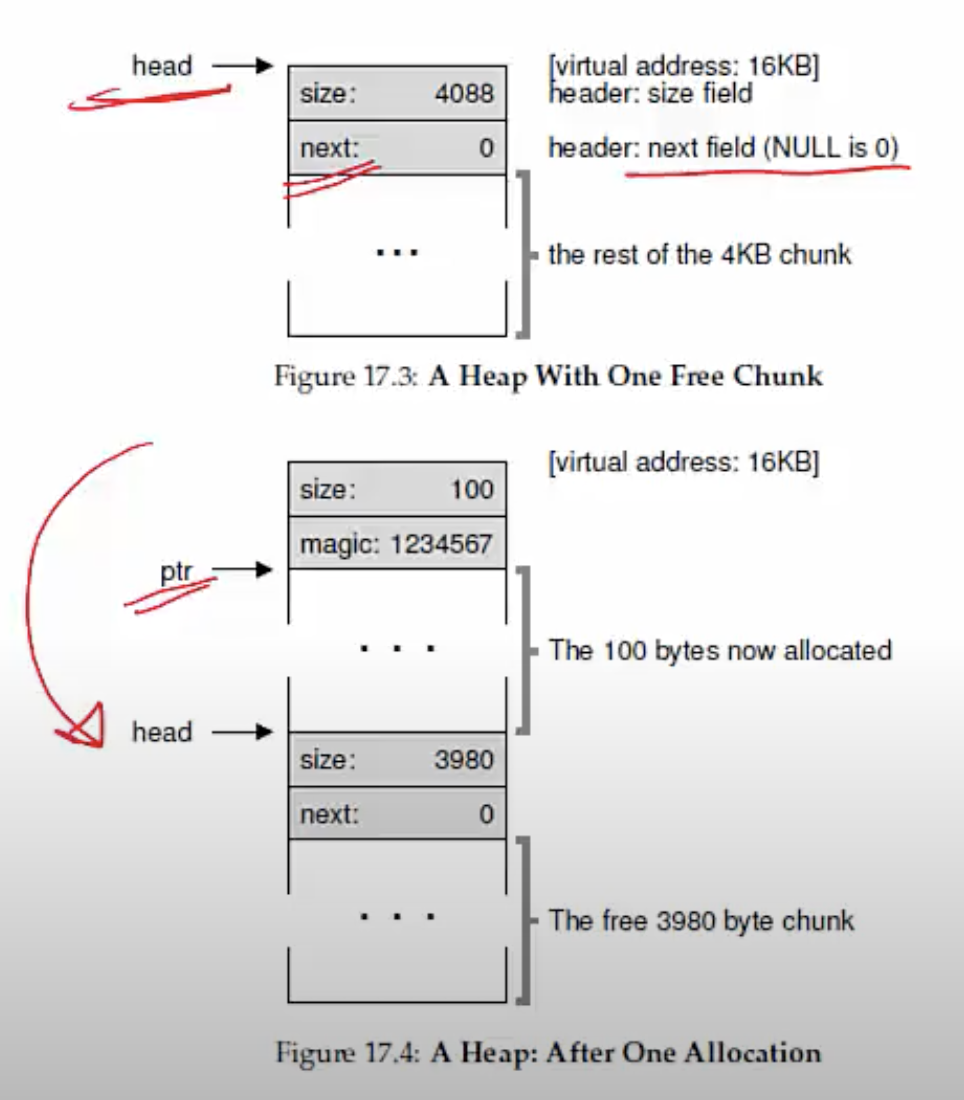 head
[virtual address: 16KB]
size: 4088
header: size field
next: 0
header: next field (NULL is 0)
...
the rest of the 4KB chunk
Figure 17.3: A Heap With One Free Chunk
[virtual address: 16KB]
size: 100
magic: 1234567
ptr
. . .
The 100 bytes now allocated
head
size: 3980
next: 0
. . .
The free 3980 byte chunk
Figure 17.4: A Heap: After One Allocation